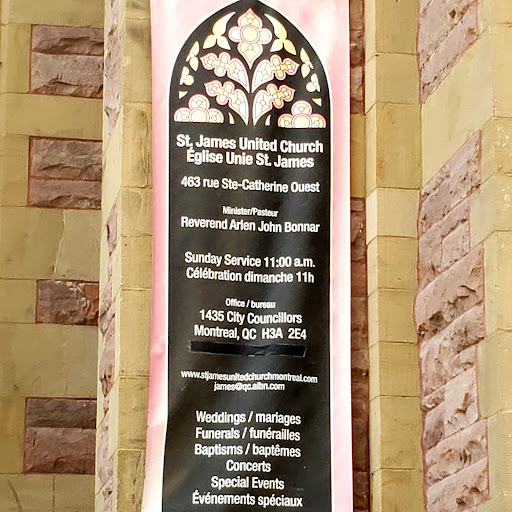 St. James United Church
Église Unie St. James
463 rue Ste-Catherine Ouest
Minister/Pasteur
Reverend Arlen John Bonnar
Sunday Service 11:00 a.m.
Célébration dimanche 11h
Office / bureau
1435 City Councillors
Montreal, QC H3A 2E4
www.stjamesunitedchurchmontreal.com
james@qc.aibn.com
Weddings / mariages
Funerals / funérailles
Baptisms / baptêmes
Concerts
Special Events
Événements spéciaux